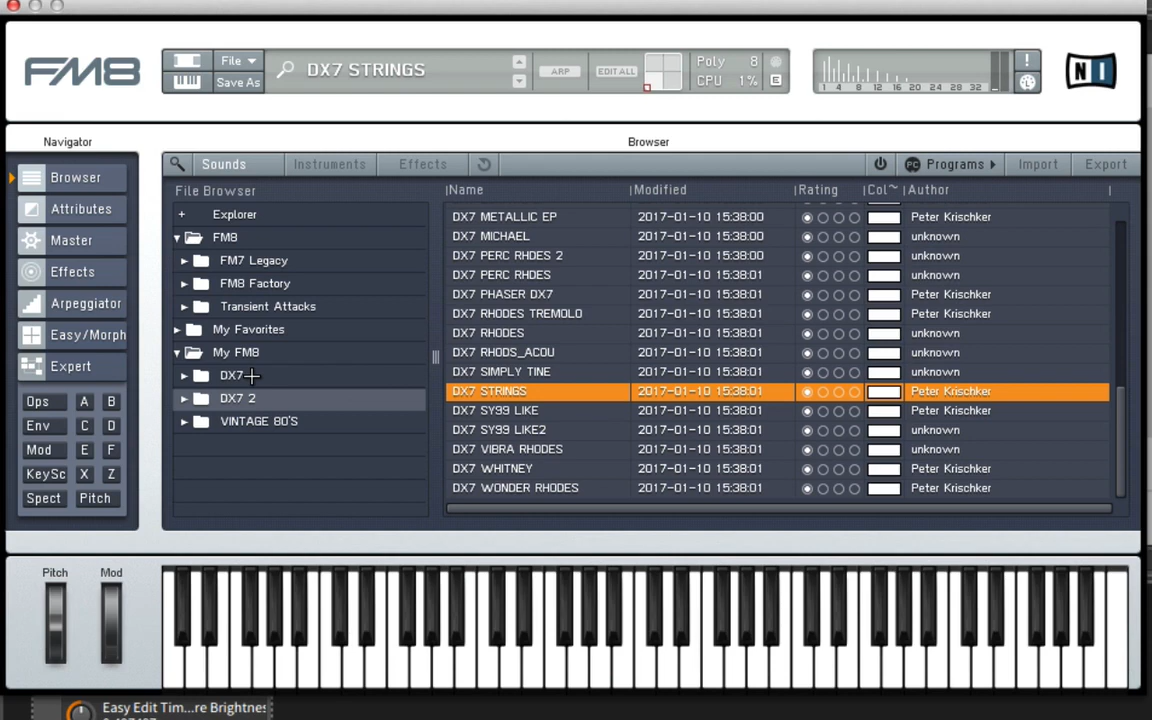 FM8
File
Save As
DX7 STRINGS
ARP
EDIT ALL
Poly 8
CPU 1%
E
1 4 8 12 16 20 24 28 32
!
NI
Navigator
Browser
Browser
Attributes
Master
Effects
Arpeggiator
Easy/Morph
Expert
Ops A B
Env C D
Mod E F
KeySc X Z
Spect Pitch
Sounds Instruments Effects
PC Programs Import Export
File Browser
+ Explorer
FM8
FM7 Legacy
FM8 Factory
Transient Attacks
My Favorites
My FM8
DX7
DX7 2
VINTAGE 80'S
Name Modified Rating Col~ Author
DX7 METALLIC EP 2017-01-10 15:38:00 Peter Krischker
DX7 MICHAEL 2017-01-10 15:38:00 unknown
DX7 PERC RHDES 2 2017-01-10 15:38:00 unknown
DX7 PERC RHDES 2017-01-10 15:38:01 unknown
DX7 PHASER DX7 2017-01-10 15:38:01 Peter Krischker
DX7 RHODES TREMOLO 2017-01-10 15:38:01 Peter Krischker
DX7 RHODES 2017-01-10 15:38:01 unknown
DX7 RHODS_ACOU 2017-01-10 15:38:01 unknown
DX7 SIMPLY TINE 2017-01-10 15:38:01 unknown
DX7 STRINGS 2017-01-10 15:38:01 Peter Krischker
DX7 SY99 LIKE 2017-01-10 15:38:01 Peter Krischker
DX7 SY99 LIKE2 2017-01-10 15:38:01 unknown
DX7 VIBRA RHODES 2017-01-10 15:38:01 unknown
DX7 WHITNEY 2017-01-10 15:38:01 Peter Krischker
DX7 WONDER RHODES 2017-01-10 15:38:01 Peter Krischker
Pitch Mod
Easy Edit Tim...re Brightnes